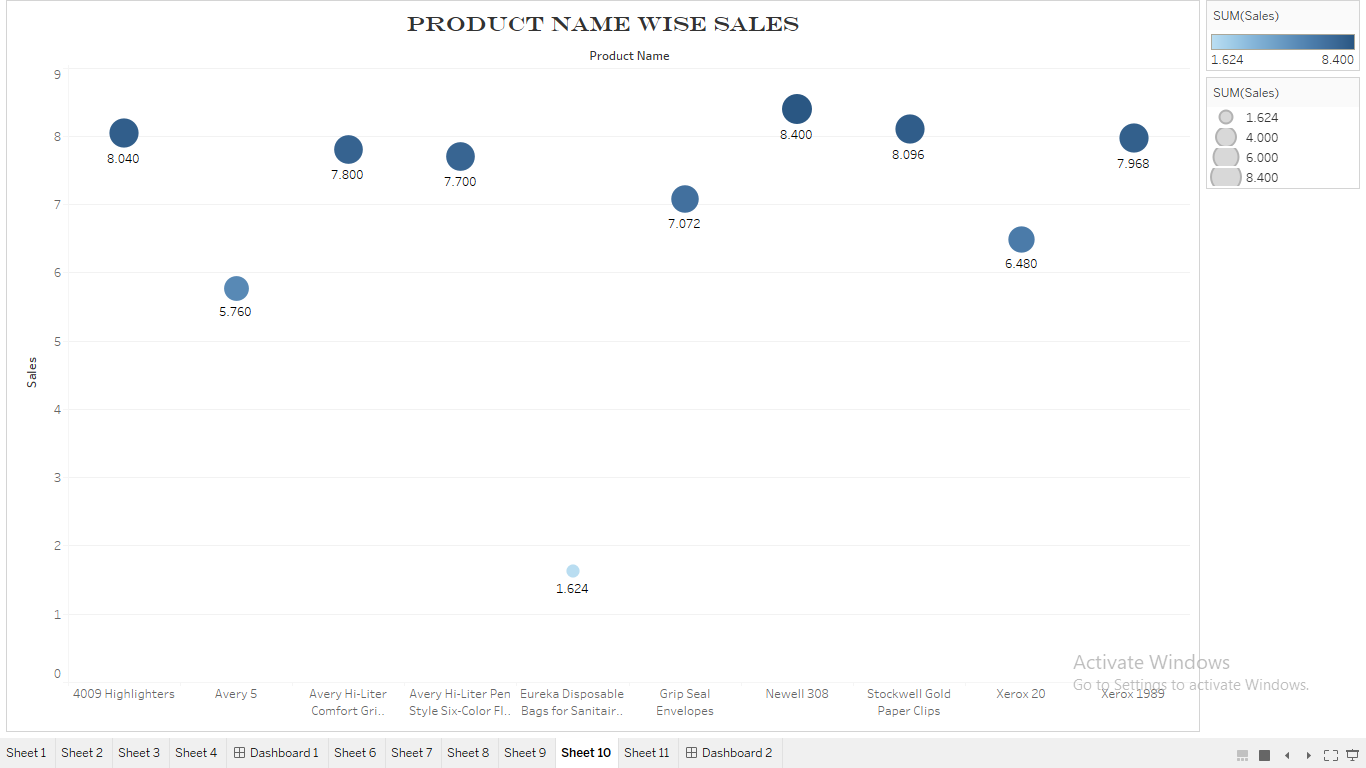 PRODUCT NAME WISE SALES
Product Name
Sales
9
8
7
6
5
4
3
2
1
0
8.040
5.760
7.800
7.700
1.624
7.072
8.400
8.096
6.480
7.968
4009 Highlighters
Avery 5
Avery Hi-Liter
Comfort Gri..
Avery Hi-Liter Pen
Style Six-Color Fl..
Eureka Disposable
Bags for Sanitair..
Grip Seal
Envelopes
Newell 308
Stockwell Gold
Paper Clips
Xerox 20
Xerox 1989
SUM(Sales)
1.624 8.400
SUM(Sales)
1.624
4.000
6.000
8.400
Activate Windows
Go to Settings to activate Windows.
Sheet 1 Sheet 2 Sheet 3 Sheet 4 Dashboard 1 Sheet 6 Sheet 7 Sheet 8 Sheet 9 Sheet 10 Sheet 11 Dashboard 2